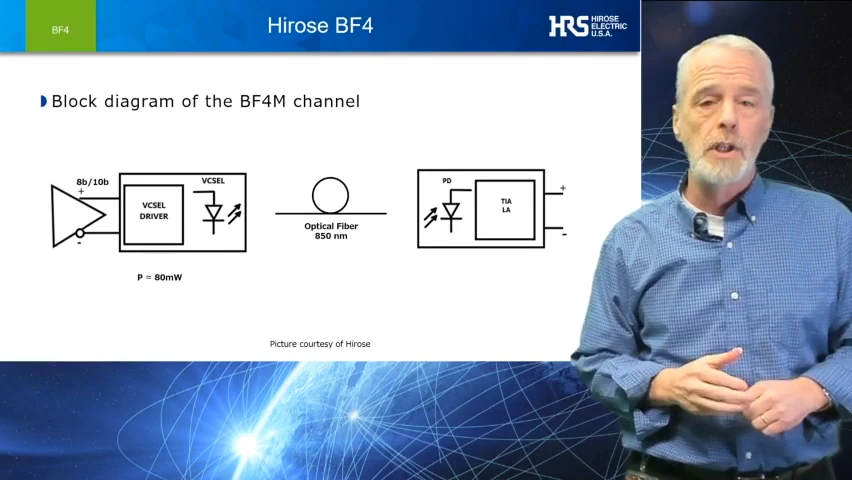 BF4
Hirose BF4
HRS HIROSE
ELECTRIC
U.S.A.
Block diagram of the BF4M channel
8b/10b
+
-
VCSEL
DRIVER
VCSEL
P ≈ 80mW
Optical Fiber
850 nm
PD
TIA
LA
+
-
Picture courtesy of Hirose